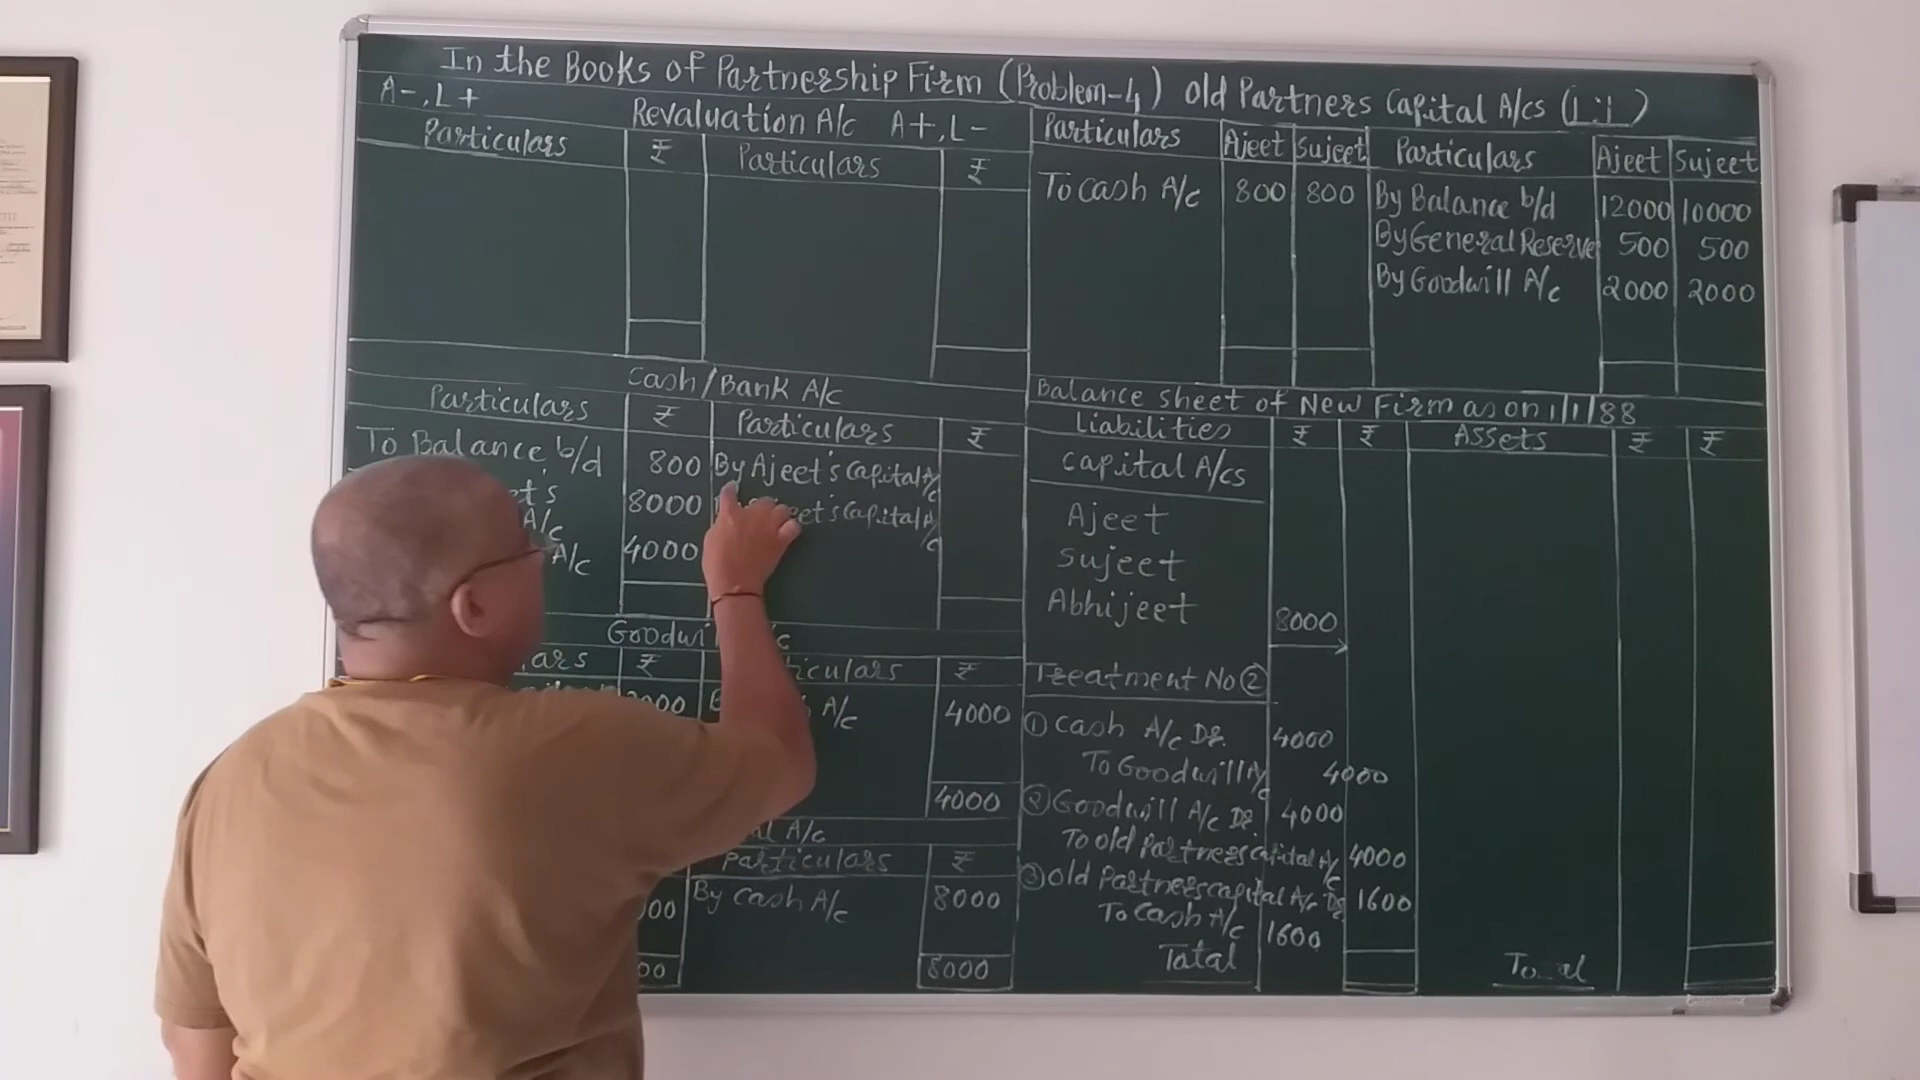 In the Books of Partnership Firm (Problem-4) Old Partners Capital A/cs (1:1)
A-, L+ Revaluation A/c A+, L-
Particulars ₹ Particulars ₹
Particulars Ajeet Sujeet Particulars Ajeet Sujeet
To Cash A/c 800 800 By Balance b/d 12000 10000
By General Reserve 500 500
By Goodwill A/c 2000 2000
Cash/Bank A/c
Particulars ₹ Particulars ₹
To Balance b/d 800 By Ajeet's Capital A/c
8000 Capital A/c
A/c
A/c 4000
Balance sheet of New Firm as on 1/1/88
Liabilities ₹ ₹ Assets ₹ ₹
Capital A/cs
Ajeet
Sujeet
Abhijeet 8000
Treatment No ②
① Cash A/c Dr. 4000
To Goodwill A/c 4000
② Goodwill A/c Dr. 4000
To old Partners capital A/c 4000
③ old Partners capital A/c Dr 1600
To Cash A/c 1600
Tatal
₹ ₹
A/c 4000
4000
A/c
Particulars ₹
By Cash A/c 8000
8000